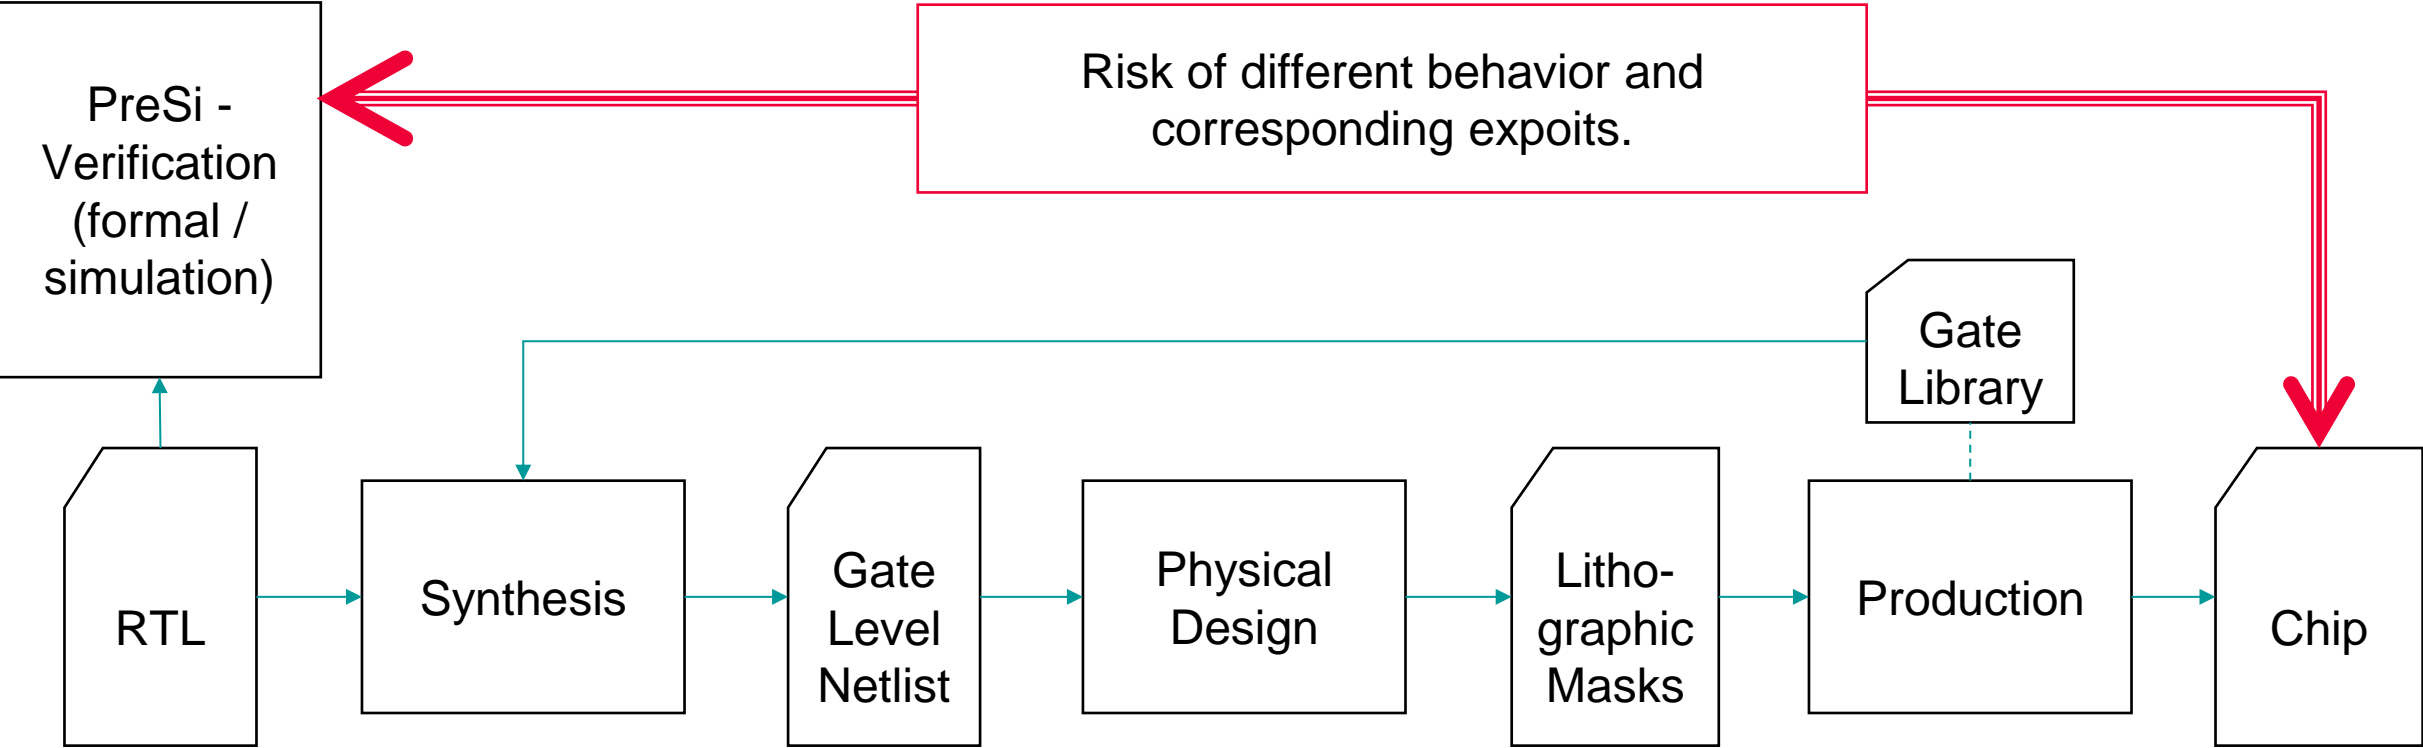 PreSi -
Verification
(formal /
simulation)
Risk of different behavior and
corresponding expoits.
Gate
Library
RTL
Synthesis
Gate
Level
Netlist
Physical
Design
Litho-
graphic
Masks
Production
Chip